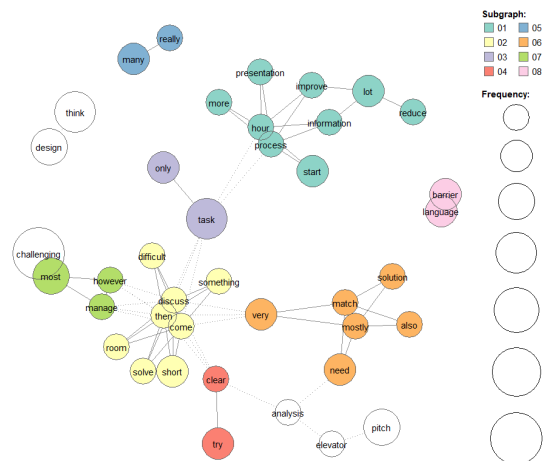 Subgraph:
01 05
02 06
03 07
04 08
Frequency:
really
many
presentation
improve
lot
more
reduce
think
hour
information
design
process
only
start
barrier
language
task
challenging
difficult
most
however
something
solution
manage
discuss
match
then
very
come
mostly
also
room
solve
short
clear
need
analysis
pitch
try
elevator